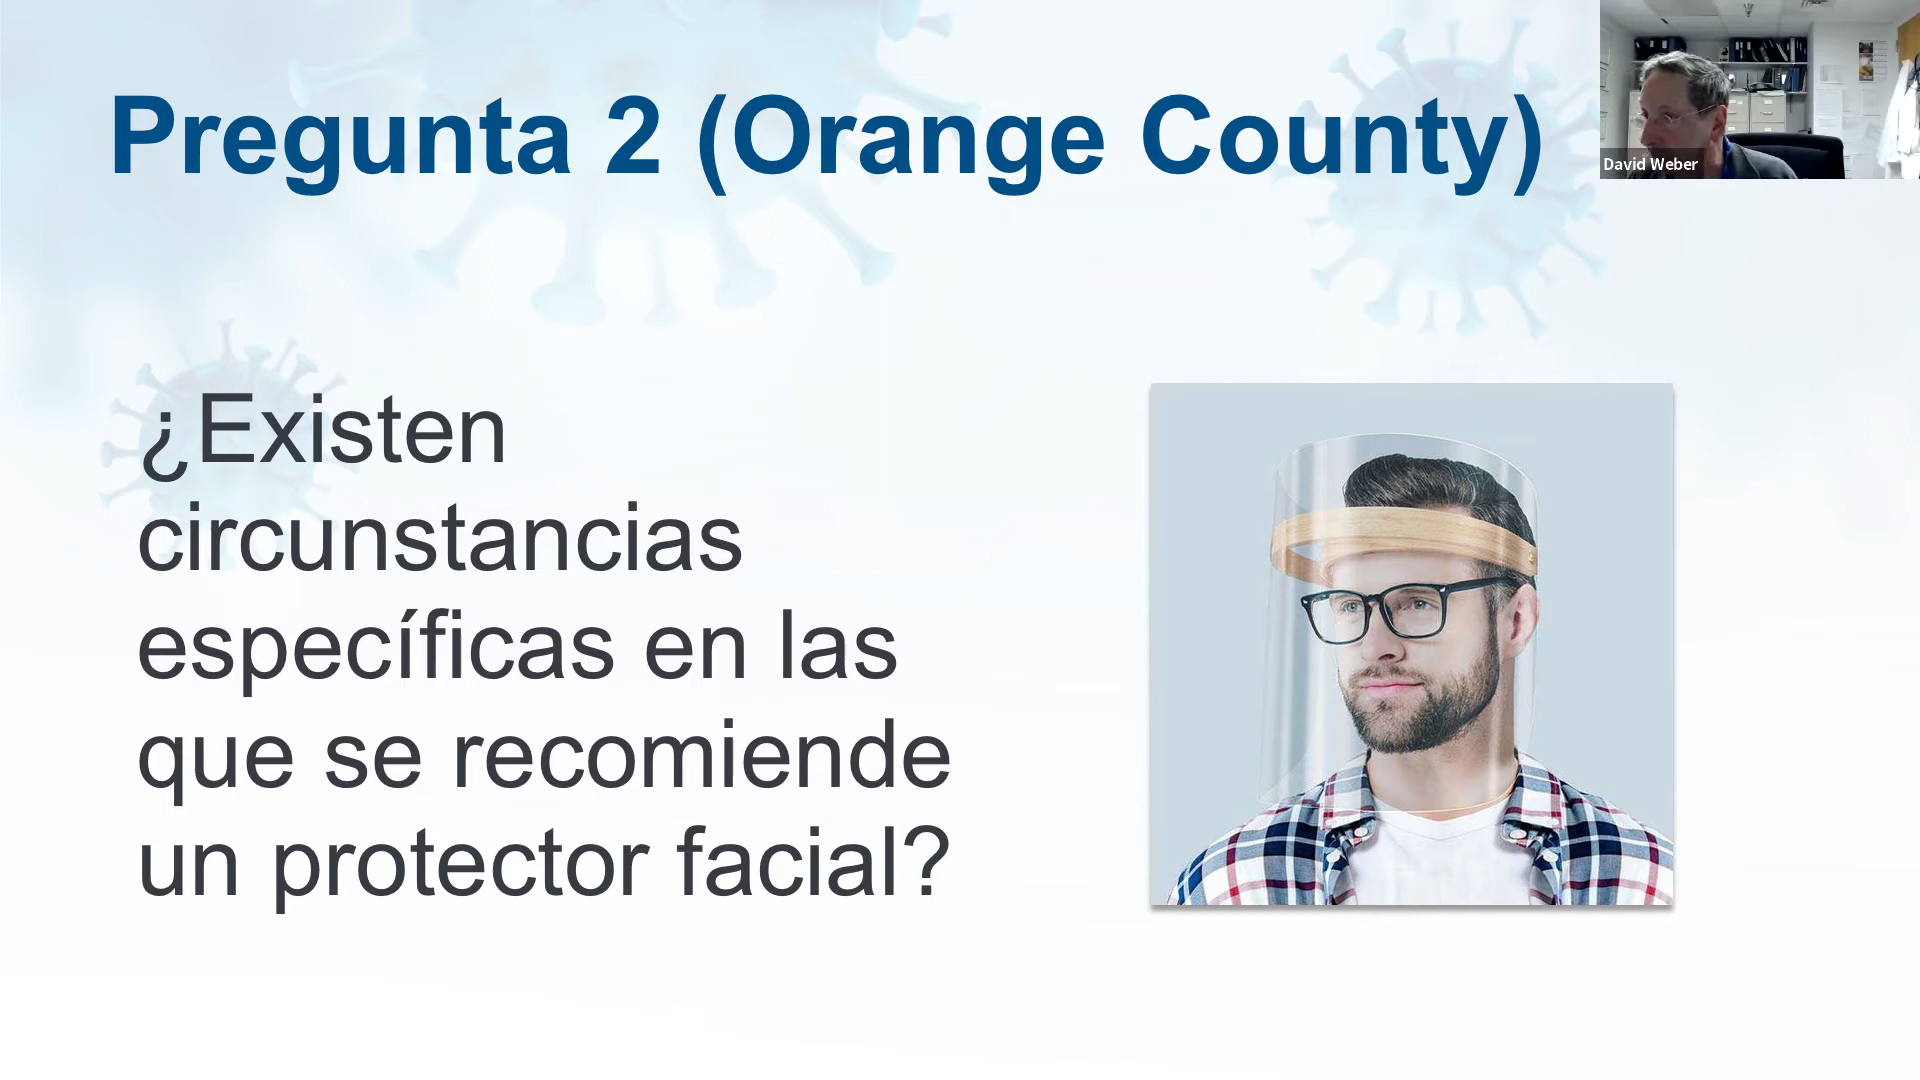 Pregunta 2 (Orange County)
David Weber
¿Existen
circunstancias
específicas en las
que se recomiende
un protector facial?